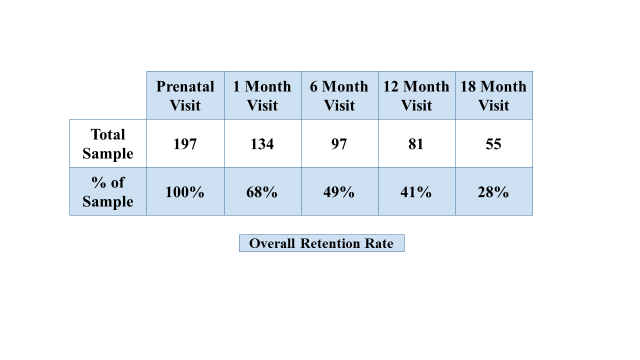 Prenatal Visit 1 Month Visit 6 Month Visit 12 Month Visit 18 Month Visit
Total Sample 197 134 97 81 55
% of Sample 100% 68% 49% 41% 28%
Overall Retention Rate